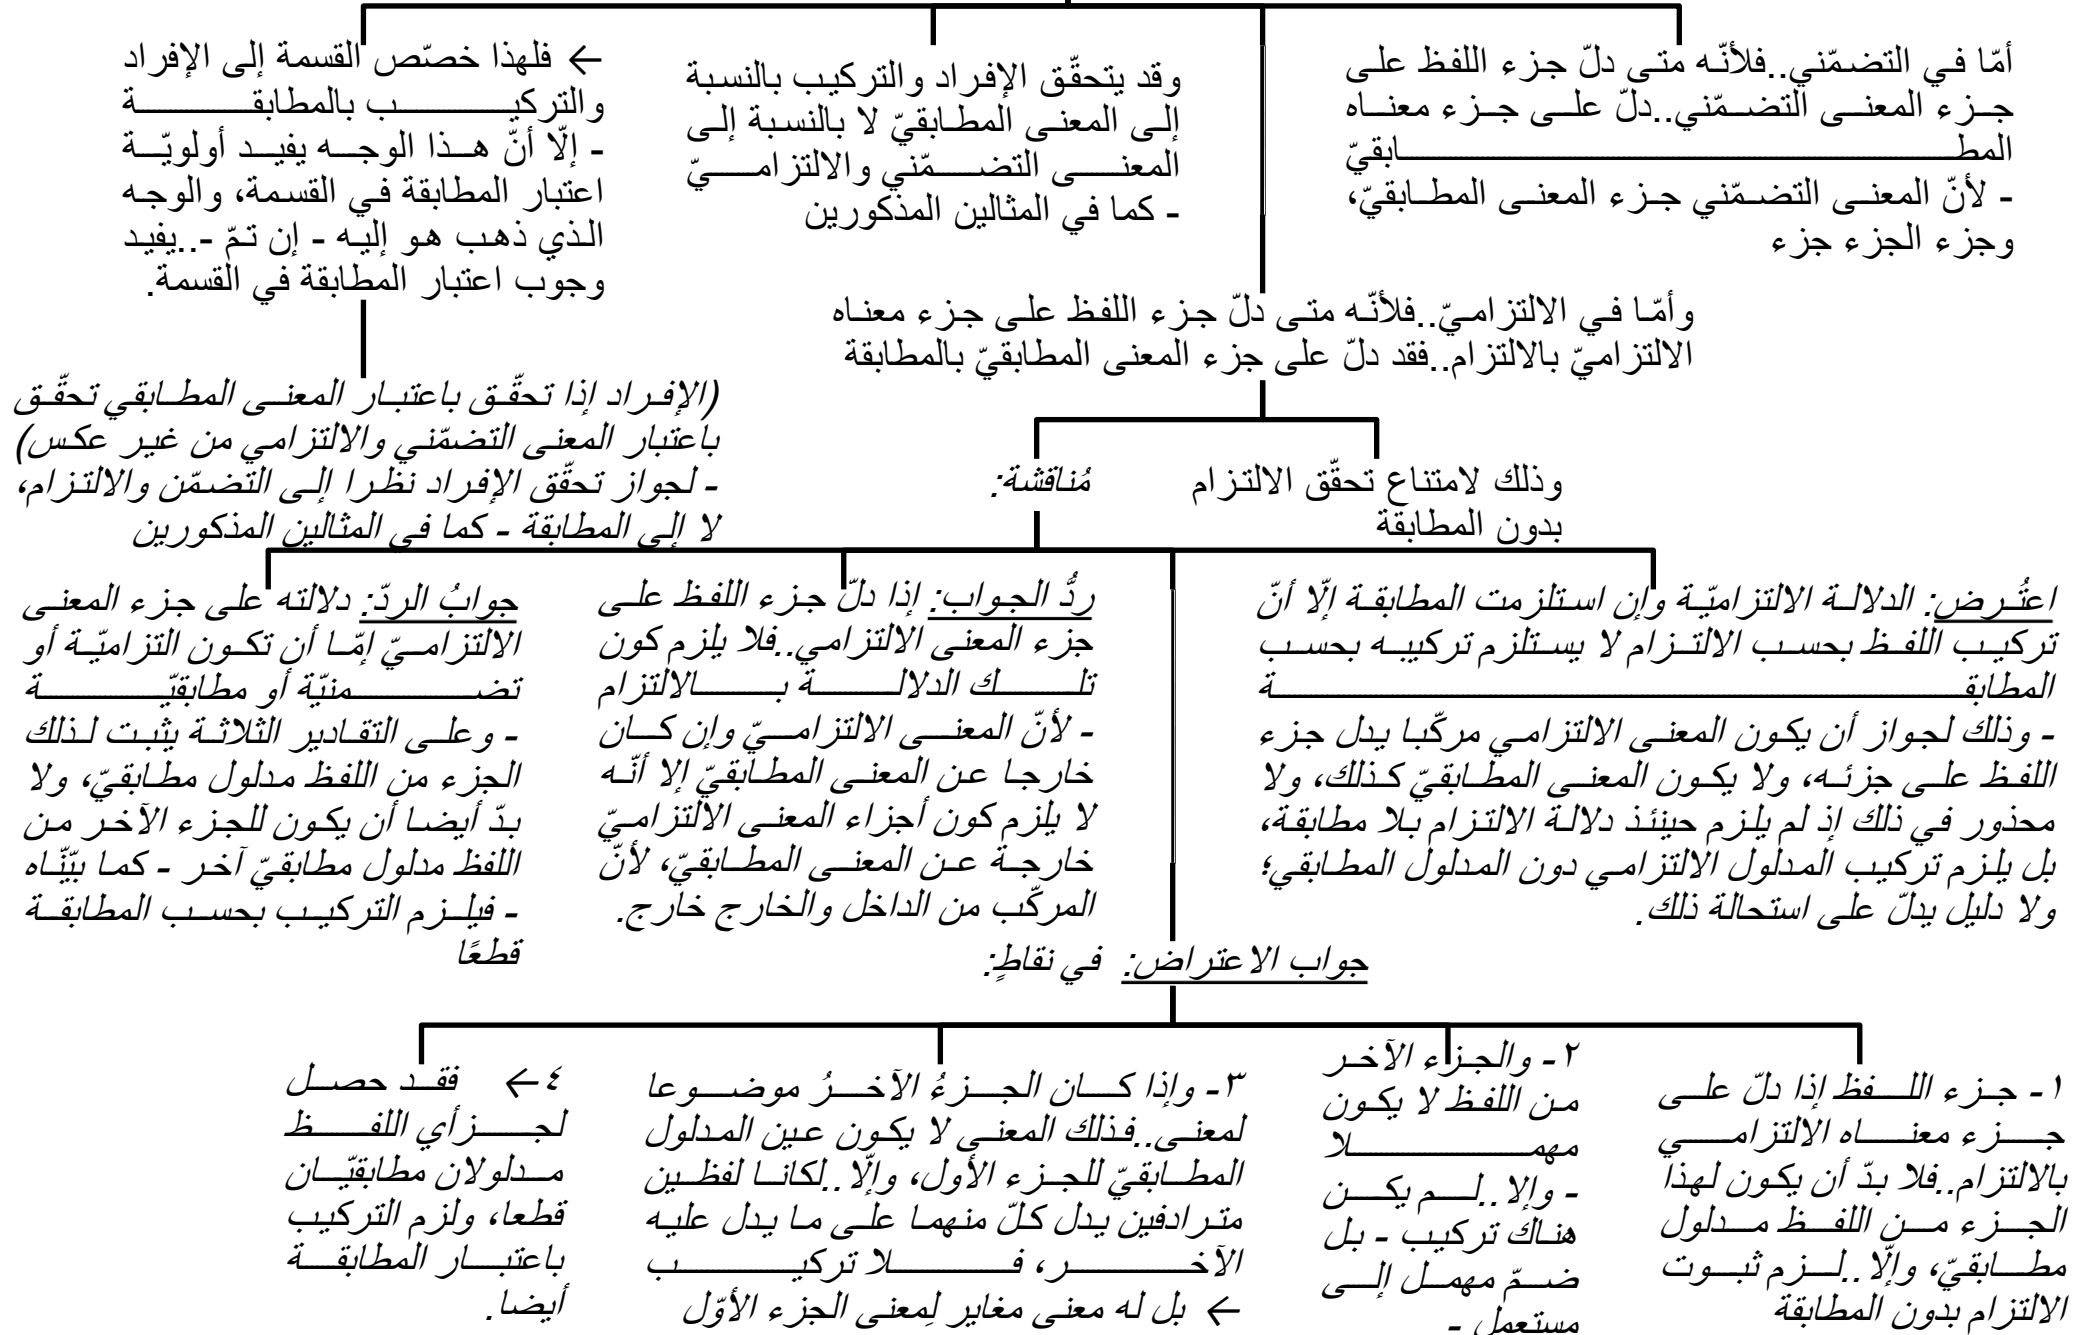 أمّا في التضمّني..فلأنّه متى دلّ جزء اللفظ على
جزء المعنى التضمّني..دلّ على جزء معناه
المطابقيّ
- لأنّ المعنى التضمّني جزء المعنى المطابقيّ،
وجزء الجزء جزء
وأمّا في الالتزاميّ..فلأنّه متى دلّ جزء اللفظ على جزء معناه
الالتزاميّ بالالتزام..فقد دلّ على جزء المعنى المطابقيّ بالمطابقة
وقد يتحقّق الإفراد والتركيب بالنسبة
إلى المعنى المطابقيّ لا بالنسبة إلى
المعنى التضمّني والالتزاميّ
- كما في المثالين المذكورين
← فلهذا خصّص القسمة إلى الإفراد
والتركيب بالمطابقة
- إلّا أنّ هذا الوجه يفيد أولويّة
اعتبار المطابقة في القسمة، والوجه
الذي ذهب هو إليه - إن تمّ -..يفيد
وجوب اعتبار المطابقة في القسمة.
(الإفراد إذا تحقّق باعتبار المعنى المطابقي تحقّق
باعتبار المعنى التضمّني والالتزامي من غير عكس)
- لجواز تحقّق الإفراد نظرا إلى التضمّن والالتزام،
لا إلى المطابقة - كما في المثالين المذكورين
وذلك لامتناع تحقّق الالتزام
بدون المطابقة
مُناقشة:
اعتُرض: الدلالة الالتزاميّة وإن استلزمت المطابقة إلّا أنّ
تركيب اللفظ بحسب الالتزام لا يستلزم تركيبه بحسب
المطابقة
- وذلك لجواز أن يكون المعنى الالتزامي مركّبا يدل جزء
اللفظ على جزئه، ولا يكون المعنى المطابقيّ كذلك، ولا
محذور في ذلك إذ لم يلزم حينئذ دلالة الالتزام بلا مطابقة،
بل يلزم تركيب المدلول الالتزامي دون المدلول المطابقي؛
ولا دليل يدلّ على استحالة ذلك.
جواب الاعتراض: في نقاطٍ:
ردُّ الجواب: إذا دلّ جزء اللفظ على
جزء المعنى الالتزامي..فلا يلزم كون
تلك الدلالة بالالتزام
- لأنّ المعنى الالتزاميّ وإن كان
خارجا عن المعنى المطابقيّ إلا أنّه
لا يلزم كون أجزاء المعنى الالتزاميّ
خارجة عن المعنى المطابقيّ، لأنّ
المركّب من الداخل والخارج خارج.
جوابُ الردّ: دلالته على جزء المعنى
الالتزاميّ إمّا أن تكون التزاميّة أو
تضمنيّة أو مطابقيّة
- وعلى التقادير الثلاثة يثبت لذلك
الجزء من اللفظ مدلول مطابقيّ، ولا
بدّ أيضا أن يكون للجزء الآخر من
اللفظ مدلول مطابقيّ آخر - كما بيّنّاه
- فيلزم التركيب بحسب المطابقة
قطعًا
١- جزء اللفظ إذا دلّ على
جزء معناه الالتزامي
بالالتزام..فلا بدّ أن يكون لهذا
الجزء من اللفظ مدلول
مطابقيّ، وإلّا..لزم ثبوت
الالتزام بدون المطابقة
٢- والجزء الآخر
من اللفظ لا يكون
مهملا
- وإلا..لم يكن
هناك تركيب - بل
ضمّ مهمل إلى
مستعمل -
٣- وإذا كان الجزءُ الآخرُ موضوعا
لمعنى..فذلك المعنى لا يكون عين المدلول
المطابقيّ للجزء الأول، وإلّا..لكانا لفظين
مترادفين يدل كلّ منهما على ما يدل عليه
الآخر، فلا تركيب
← بل له معنى مغاير لِمعنى الجزء الأوّل
٤← فقد حصل
لجزأي اللفظ
مدلولان مطابقيّان
قطعا، ولزم التركيب
باعتبار المطابقة
أيضا.